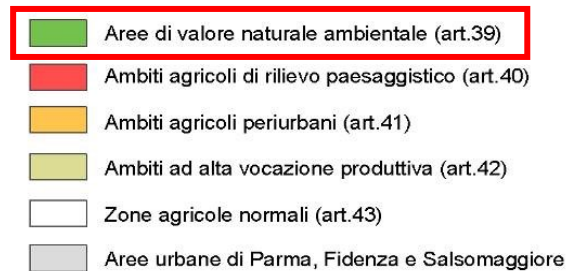 Aree di valore naturale ambientale (art.39)
Ambiti agricoli di rilievo paesaggistico (art.40)
Ambiti agricoli periurbani (art.41)
Ambiti ad alta vocazione produttiva (art.42)
Zone agricole normali (art.43)
Aree urbane di Parma, Fidenza e Salsomaggiore